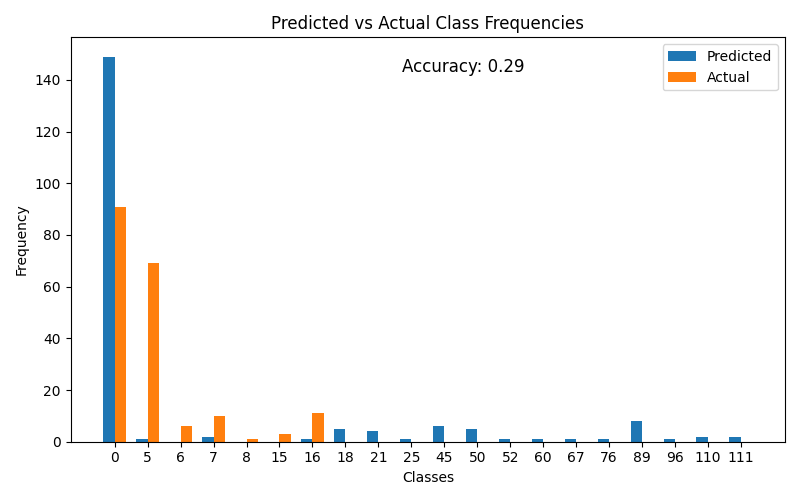 Predicted vs Actual Class Frequencies
Accuracy: 0.29
Predicted
Actual
Frequency
140
120
100
80
60
40
20
0
0 5 6 7 8 15 16 18 21 25 45 50 52 60 67 76 89 96 110 111
Classes